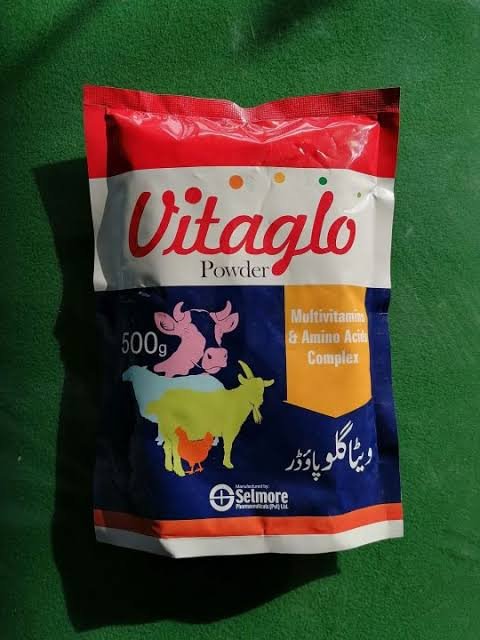 Vitaglo
Powder
500g
Multivitamins
& Amino Acids
Complex
ویٹاگلو پاؤڈر
Manufactured by:
Selmore
Pharmaceuticals (Pvt) Ltd.